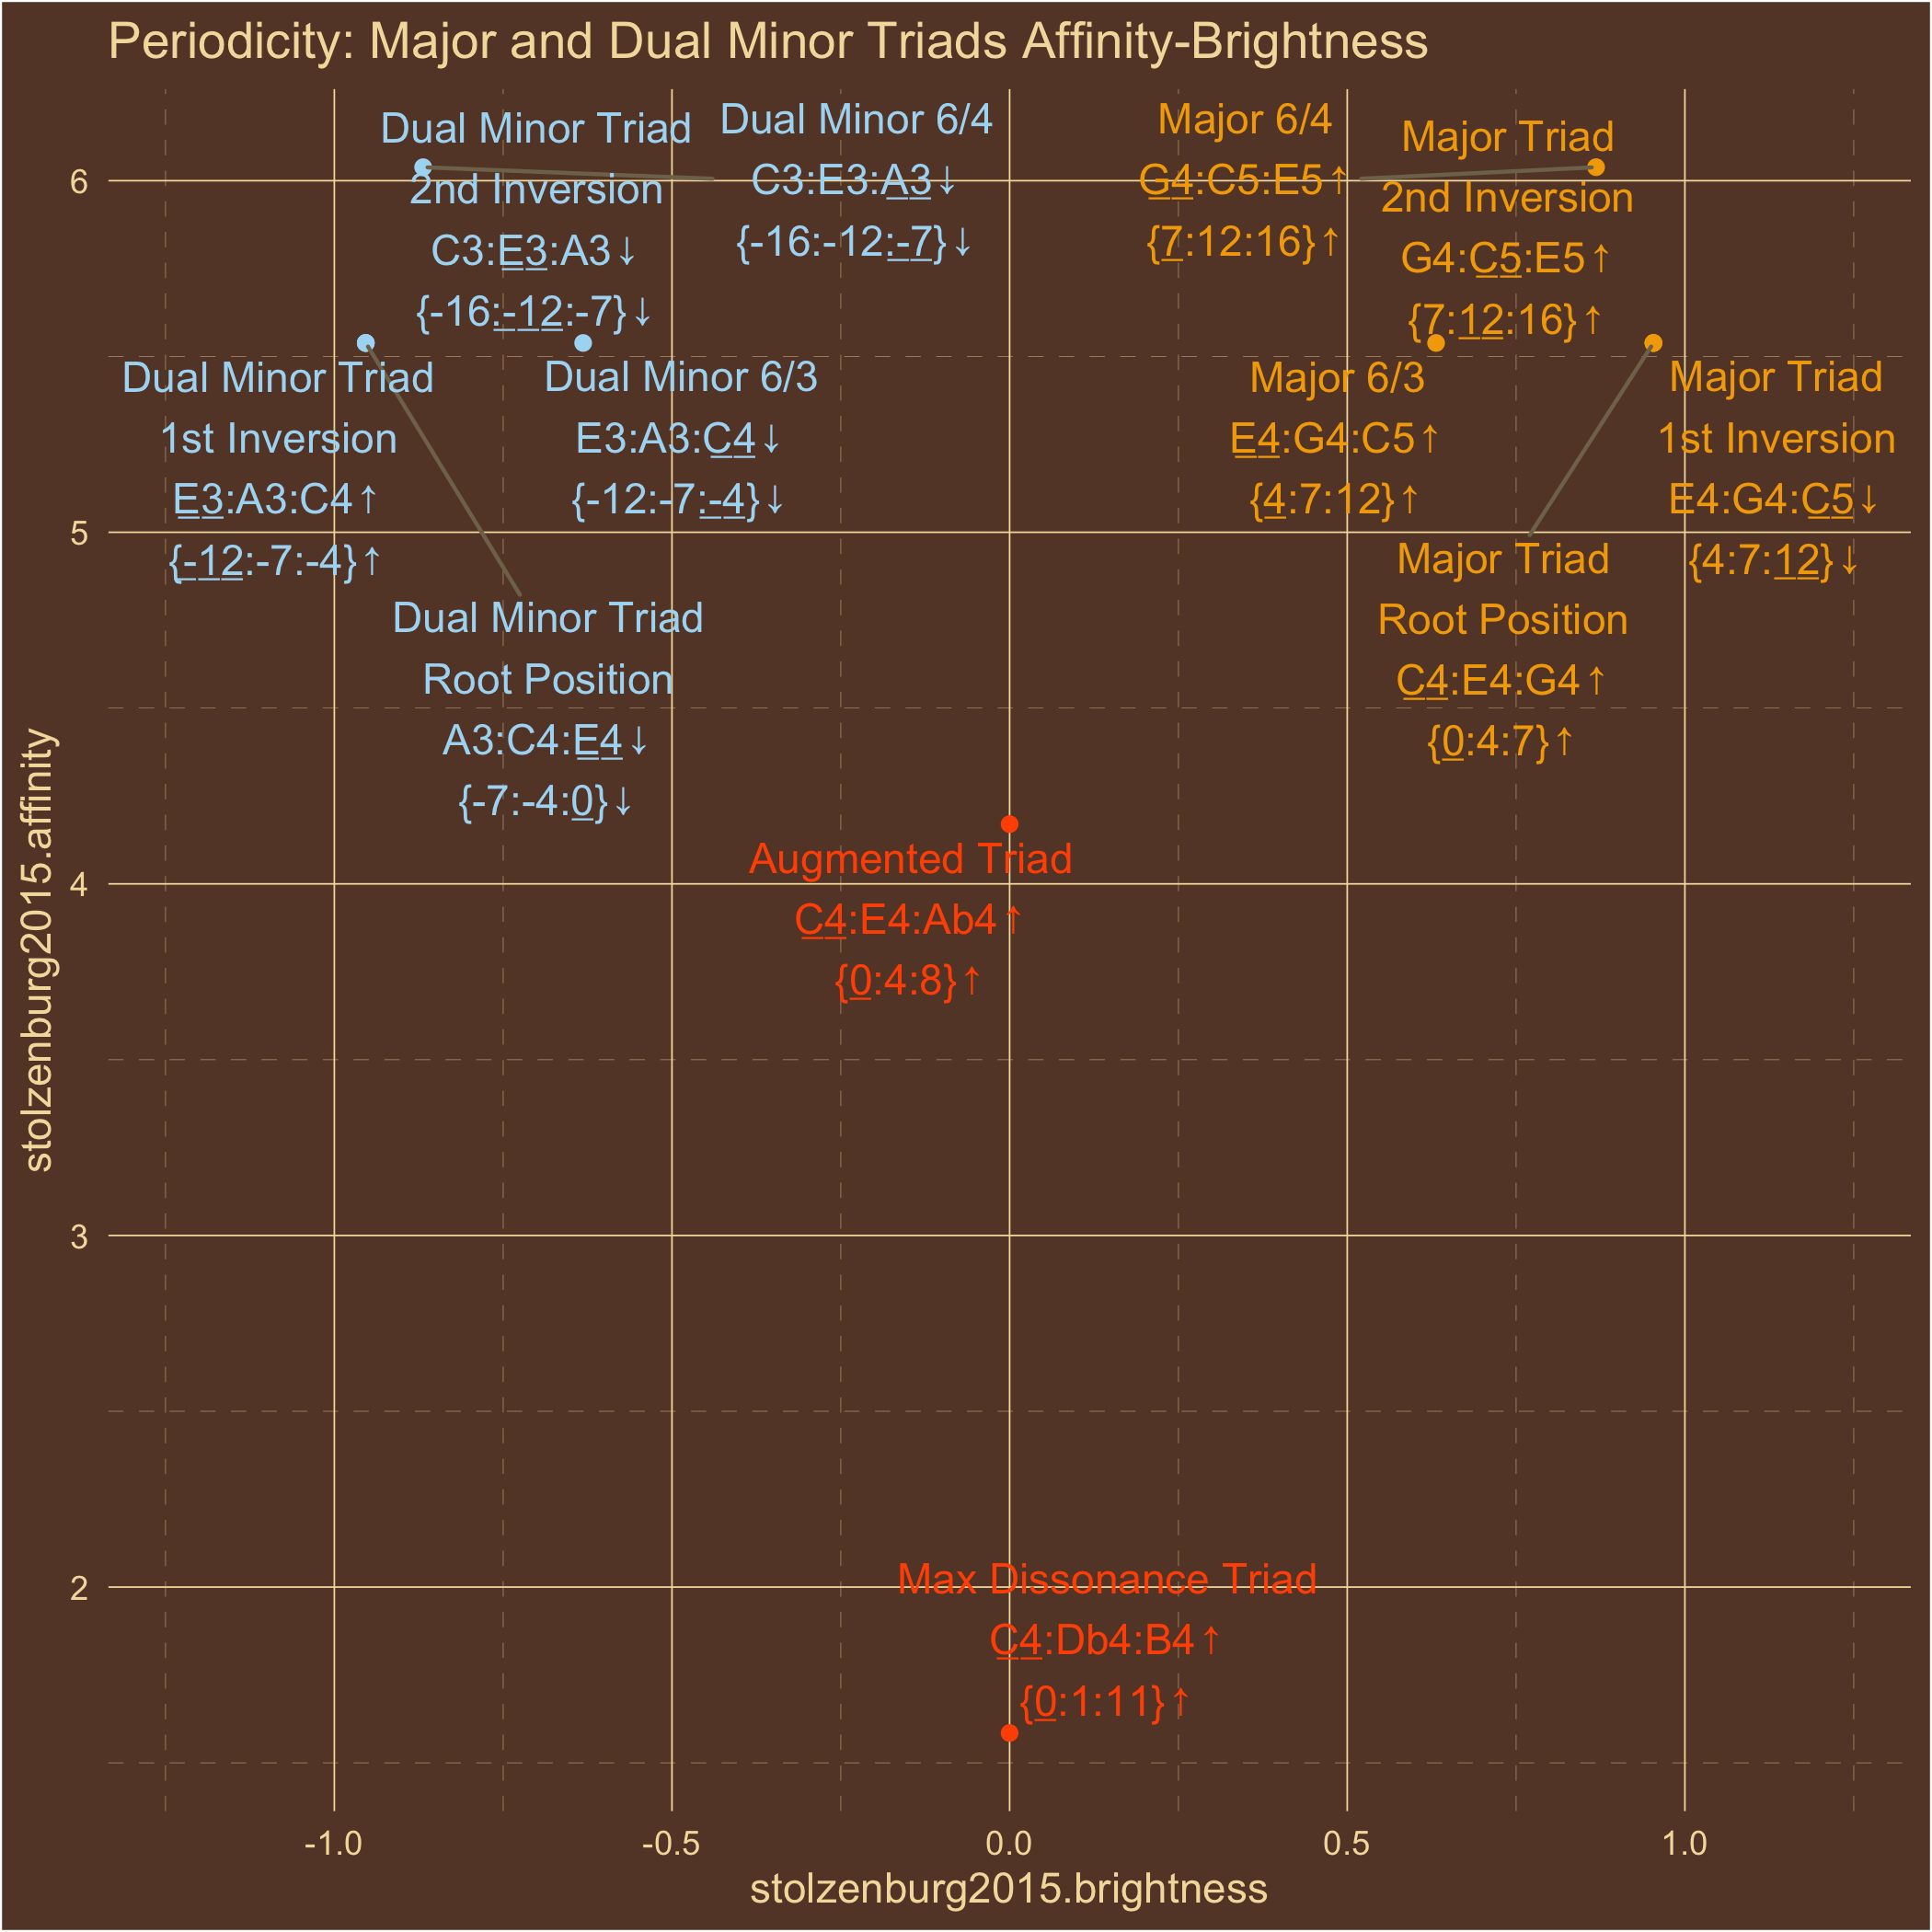 Periodicity: Major and Dual Minor Triads Affinity-Brightness
Dual Minor Triad
2nd Inversion
C3:E3:A3↓
{-16:-12:-7}↓
Dual Minor 6/4
C3:E3:A3↓
{-16:-12:-7}↓
Major 6/4
G4:C5:E5↑
{7:12:16}↑
Major Triad
2nd Inversion
G4:C5:E5↑
{7:12:16}↑
Dual Minor Triad
1st Inversion
E3:A3:C4↑
{-12:-7:-4}↑
Dual Minor 6/3
E3:A3:C4↓
{-12:-7:-4}↓
Major 6/3
E4:G4:C5↑
{4:7:12}↑
Major Triad
1st Inversion
E4:G4:C5↓
{4:7:12}↓
Dual Minor Triad
Root Position
A3:C4:E4↓
{-7:-4:0}↓
Major Triad
Root Position
C4:E4:G4↑
{0:4:7}↑
Augmented Triad
C4:E4:Ab4↑
{0:4:8}↑
Max Dissonance Triad
C4:Db4:B4↑
{0:1:11}↑
6
5
4
3
2
stolzenburg2015.affinity
-1.0
-0.5
0.0
0.5
1.0
stolzenburg2015.brightness